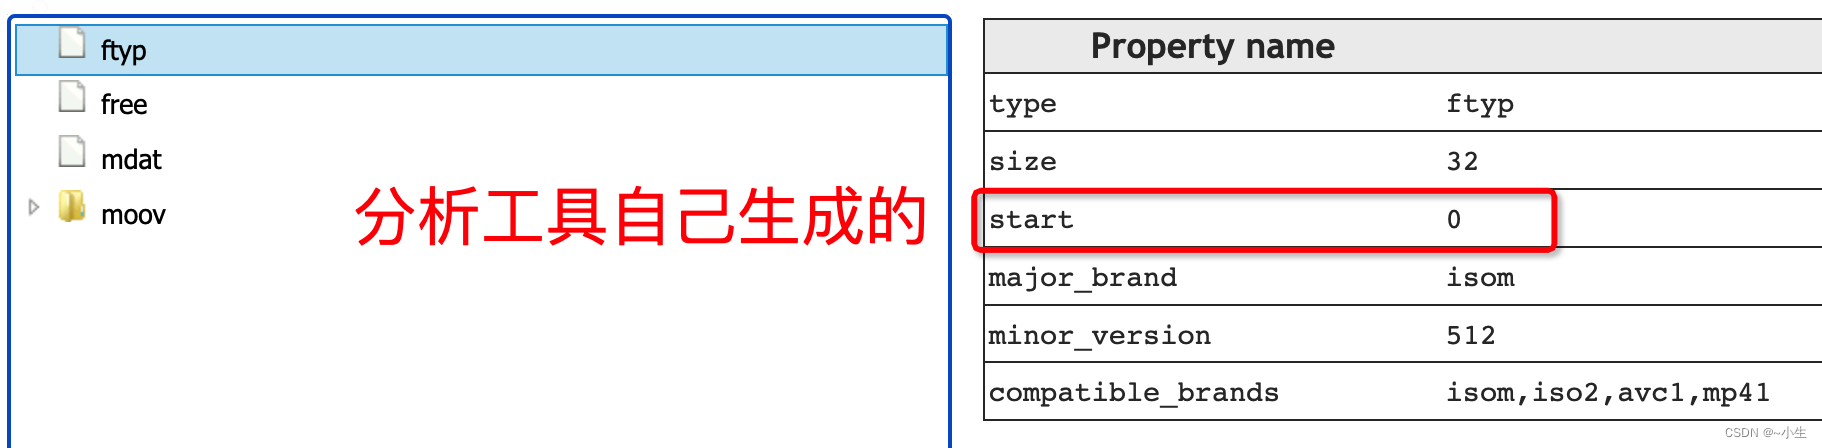 ftyp
free
mdat
moov
分析工具自己生成的
Property name
type ftyp
size 32
start 0
major_brand isom
minor_version 512
compatible_brands isom,iso2,avc1,mp41
CSDN @~小生